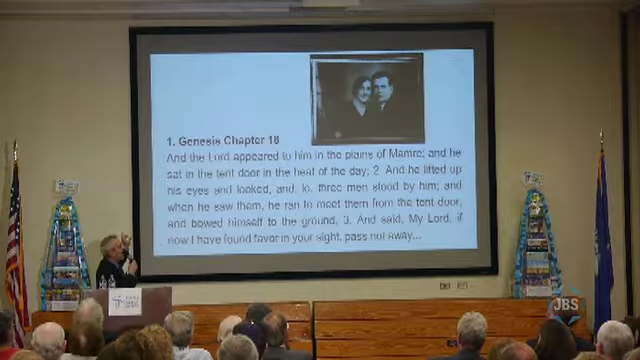 1. Genesis Chapter 18
And the Lord appeared to him in the plains of Mamre; and he
sat in the tent door in the heat of the day; 2. And he lifted up
his eyes and looked, and, lo, three men stood by him; and
when he saw them, he ran to meet them from the tent door,
and bowed himself to the ground, 3. And said, My Lord, if
now I have found favor in your sight, pass not away...
JBS